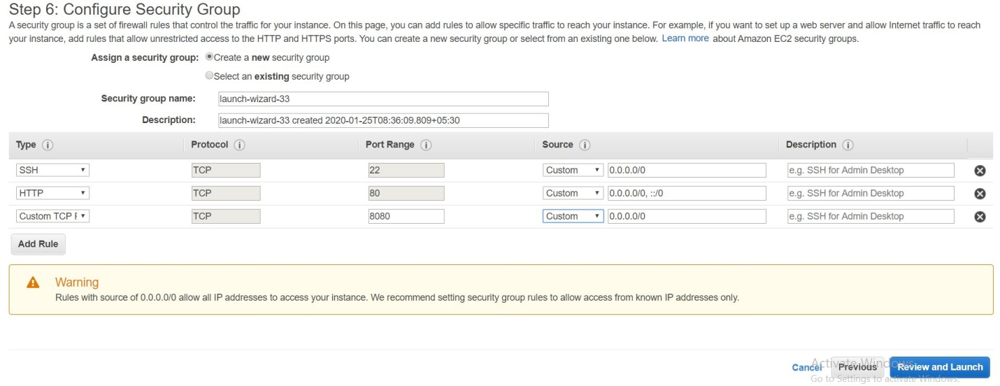 Step 6: Configure Security Group
A security group is a set of firewall rules that control the traffic for your instance. On this page, you can add rules to allow specific traffic to reach your instance. For example, if you want to set up a web server and allow Internet traffic to reach
your instance, add rules that allow unrestricted access to the HTTP and HTTPS ports. You can create a new security group or select from an existing one below. Learn more about Amazon EC2 security groups.
Assign a security group: Create a new security group
Select an existing security group
Security group name: launch-wizard-33
Description: launch-wizard-33 created 2020-01-25T08:36:09.809+05:30
Type Protocol Port Range Source Description
SSH TCP 22 Custom 0.0.0.0/0 e.g. SSH for Admin Desktop
HTTP TCP 80 Custom 0.0.0.0/0, ::/0 e.g. SSH for Admin Desktop
Custom TCP TCP 8080 Custom 0.0.0.0/0 e.g. SSH for Admin Desktop
Add Rule
Warning
Rules with source of 0.0.0.0/0 allow all IP addresses to access your instance. We recommend setting security group rules to allow access from known IP addresses only.
Cancel Previous Review and Launch
Activate Windows
Go to Settings to activate Windows.